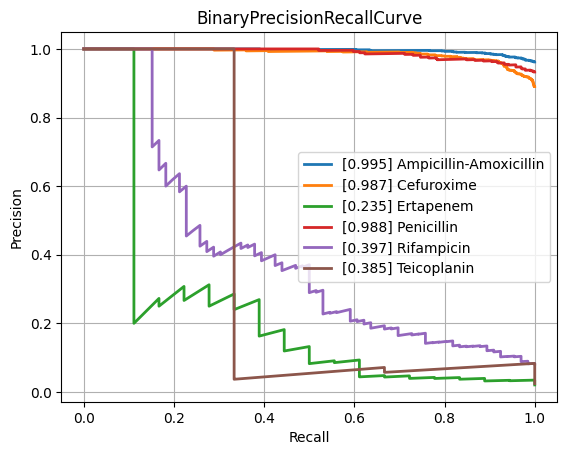 BinaryPrecisionRecallCurve
1.0
0.8
0.6
0.4
0.2
0.0
Precision
[0.995] Ampicillin-Amoxicillin
[0.987] Cefuroxime
[0.235] Ertapenem
[0.988] Penicillin
[0.397] Rifampicin
[0.385] Teicoplanin
0.0 0.2 0.4 0.6 0.8 1.0
Recall